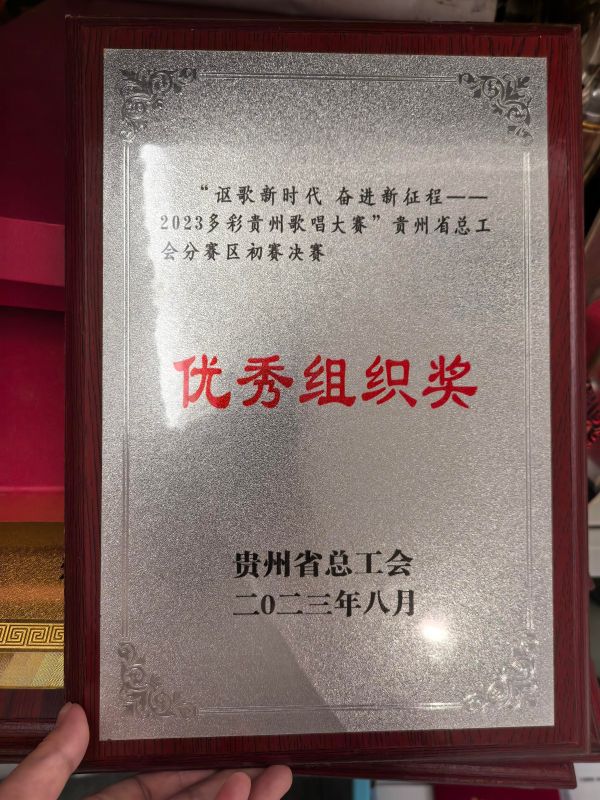 “讴歌新时代 奋进新征程——
2023多彩贵州歌唱大赛”贵州省总工
会分赛区初赛决赛
优秀组织奖
贵州省总工会
二〇二三年八月